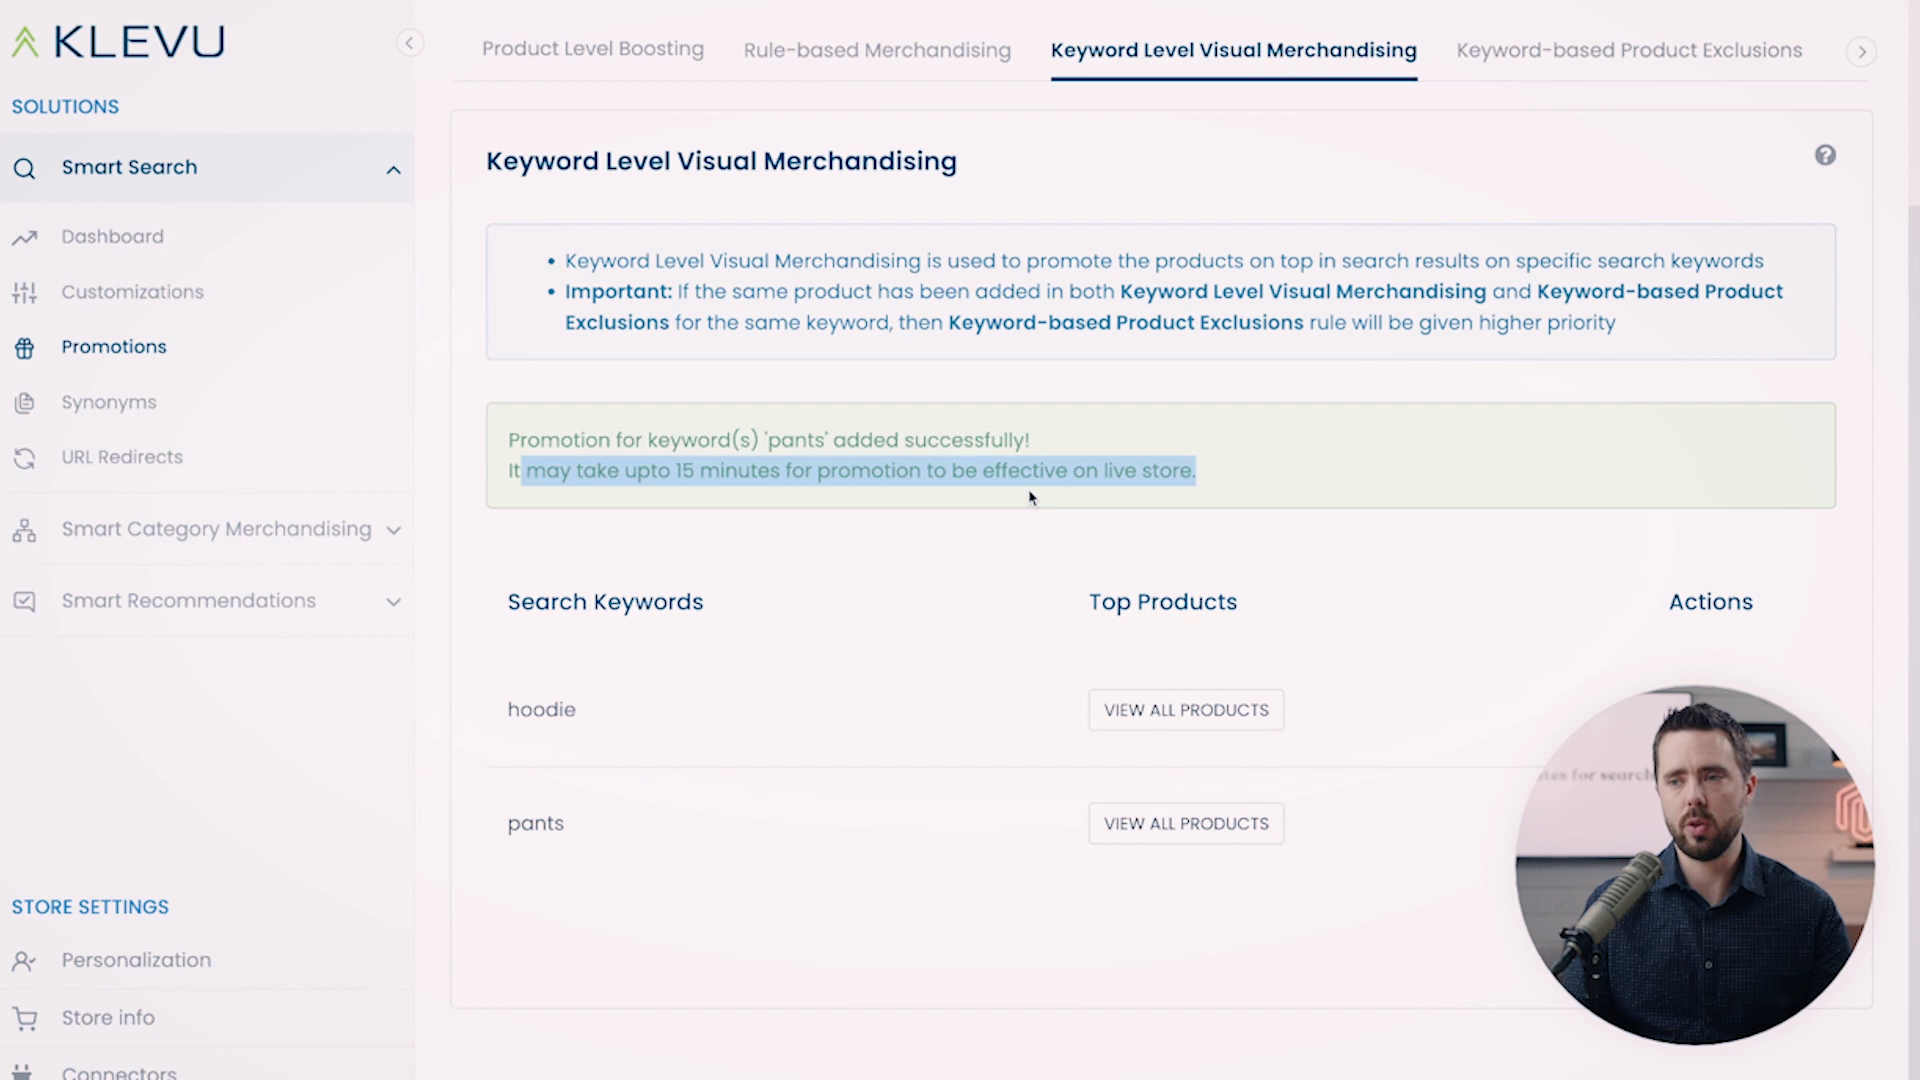 KLEVU
SOLUTIONS
Smart Search
Dashboard
Customizations
Promotions
Synonyms
URL Redirects
Smart Category Merchandising
Smart Recommendations
STORE SETTINGS
Personalization
Store info
Connectors
Product Level Boosting
Rule-based Merchandising
Keyword Level Visual Merchandising
Keyword-based Product Exclusions
Keyword Level Visual Merchandising
?
• Keyword Level Visual Merchandising is used to promote the products on top in search results on specific search keywords
• Important: If the same product has been added in both Keyword Level Visual Merchandising and Keyword-based Product
Exclusions for the same keyword, then Keyword-based Product Exclusions rule will be given higher priority
Promotion for keyword(s) 'pants' added successfully!
It may take upto 15 minutes for promotion to be effective on live store.
Search Keywords
Top Products
Actions
hoodie
VIEW ALL PRODUCTS
pants
VIEW ALL PRODUCTS
for search